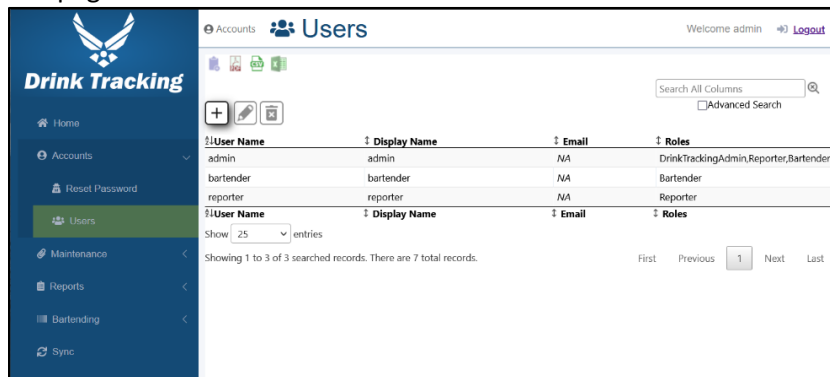 Accounts Users Welcome admin Logout
Drink Tracking
Search All Columns
Advanced Search
Home
Accounts
Reset Password
Users
Maintenance
Reports
Bartending
Sync
User Name Display Name Email Roles
admin admin NA DrinkTrackingAdmin,Reporter,Bartender
bartender bartender NA Bartender
reporter reporter NA Reporter
User Name Display Name Email Roles
Show 25 entries
Showing 1 to 3 of 3 searched records. There are 7 total records. First Previous 1 Next Last